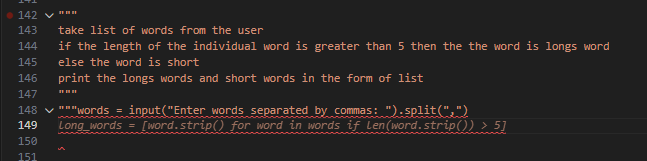 141
142 """
143 take list of words from the user
144 if the length of the individual word is greater than 5 then the the word is longs word
145 else the word is short
146 print the longs words and short words in the form of list
147 """
148 """words = input("Enter words separated by commas: ").split(",")
149 long_words = [word.strip() for word in words if len(word.strip()) > 5]
150
151